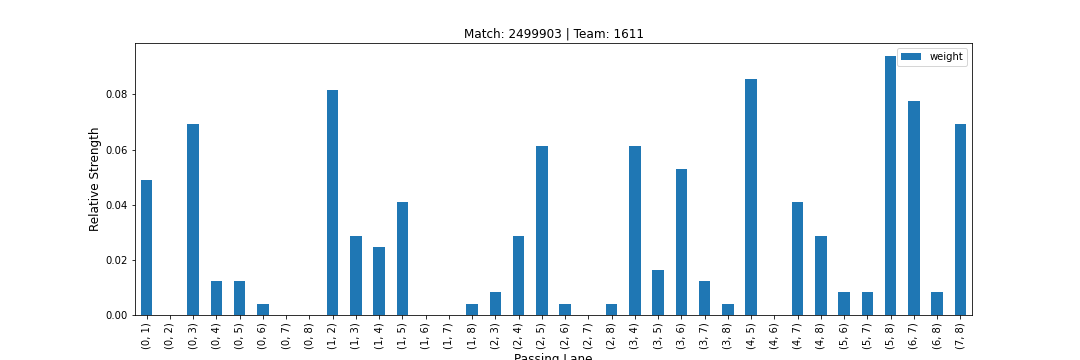 Match: 2499903 | Team: 1611
weight
Relative Strength
0.08
0.06
0.04
0.02
0.00
(0, 1) (0, 2) (0, 3) (0, 4) (0, 5) (0, 6) (0, 7) (0, 8) (1, 2) (1, 3) (1, 4) (1, 5) (1, 6) (1, 7) (1, 8) (2, 3) (2, 4) (2, 5) (2, 6) (2, 7) (2, 8) (3, 4) (3, 5) (3, 6) (3, 7) (3, 8) (4, 5) (4, 6) (4, 7) (4, 8) (5, 6) (5, 7) (5, 8) (6, 7) (6, 8) (7, 8)
Passing Lane